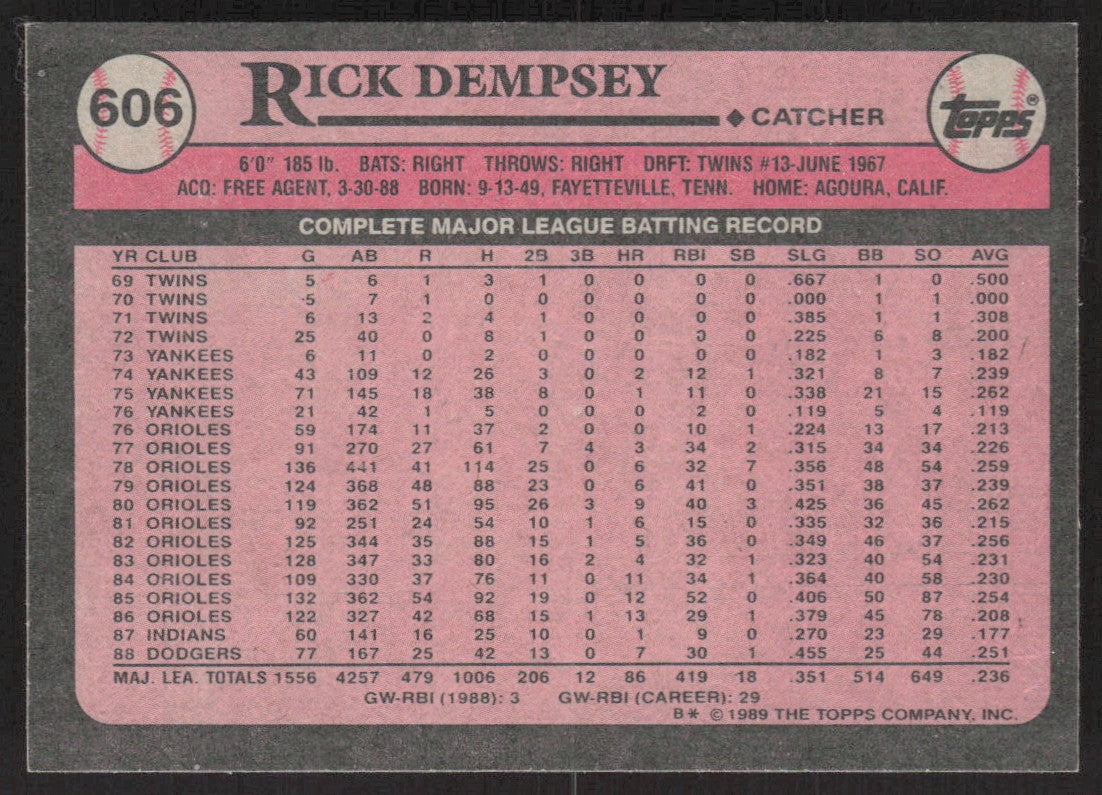 606
RICK DEMPSEY
◆CATCHER
topps®
6'0" 185 lb. BATS: RIGHT THROWS: RIGHT DRFT: TWINS #13-JUNE 1967
ACQ: FREE AGENT, 3-30-88 BORN: 9-13-49, FAYETTEVILLE, TENN. HOME: AGOURA, CALIF.
COMPLETE MAJOR LEAGUE BATTING RECORD
YR CLUB G AB R H 2B 3B HR RBI SB SLG BB SO AVG
69 TWINS 5 6 1 3 1 0 0 0 0 .667 1 0 .500
70 TWINS 5 7 1 0 0 0 0 0 0 .000 1 1 .000
71 TWINS 6 13 2 4 1 0 0 0 0 .385 1 1 .308
72 TWINS 25 40 0 8 1 0 0 0 0 .225 6 8 .200
73 YANKEES 6 11 0 2 0 0 0 0 0 .182 1 3 .182
74 YANKEES 43 109 12 26 3 0 2 12 1 .321 8 7 .239
75 YANKEES 71 145 18 38 8 0 1 11 0 .338 21 15 .262
76 YANKEES 21 42 1 5 0 0 0 2 0 .119 5 4 .119
76 ORIOLES 59 174 11 37 2 0 0 10 1 .224 13 17 .213
77 ORIOLES 91 270 27 61 7 4 3 34 2 .315 34 34 .226
78 ORIOLES 136 441 41 114 25 0 6 32 7 .356 48 54 .259
79 ORIOLES 124 368 48 88 23 0 6 41 0 .351 38 37 .239
80 ORIOLES 119 362 51 95 26 3 9 40 3 .425 36 45 .262
81 ORIOLES 92 251 24 54 10 1 6 15 0 .335 32 36 .215
82 ORIOLES 125 344 35 88 15 1 5 36 0 .349 46 37 .256
83 ORIOLES 128 347 33 80 16 2 4 32 1 .323 40 54 .231
84 ORIOLES 109 330 37 76 11 0 11 34 1 .364 40 58 .230
85 ORIOLES 132 362 54 92 19 0 12 52 0 .406 50 87 .254
86 ORIOLES 122 327 42 68 15 1 13 29 1 .379 45 78 .208
87 INDIANS 60 141 16 25 10 0 1 9 0 .270 23 29 .177
88 DODGERS 77 167 25 42 13 0 7 30 1 .455 25 44 .251
MAJ. LEA. TOTALS 1556 4257 479 1006 206 12 86 419 18 .351 514 649 .236
GW-RBI (1988): 3 GW-RBI (CAREER): 29
B* © 1989 THE TOPPS COMPANY, INC.